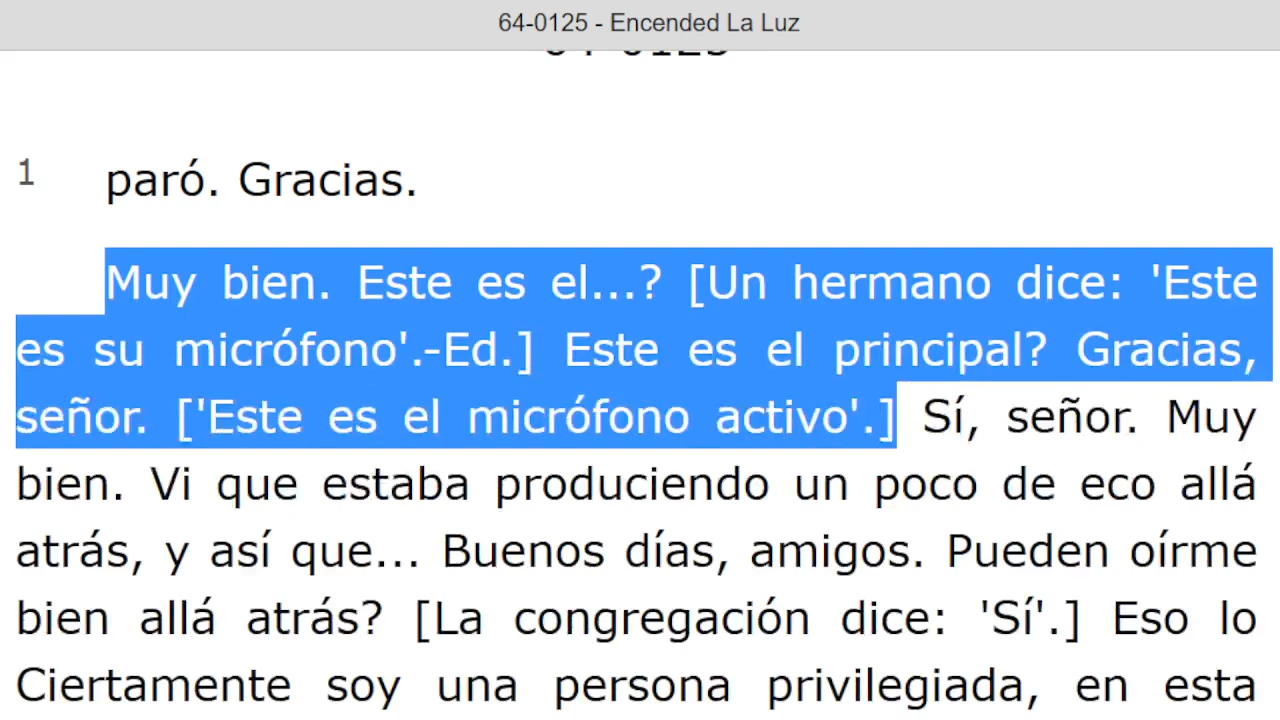 64-0125 - Encended La Luz
64-0125
1 paró. Gracias.
Muy bien. Este es el...? [Un hermano dice: 'Este
es su micrófono'.-Ed.] Este es el principal? Gracias,
señor. ['Este es el micrófono activo'.] Sí, señor. Muy
bien. Vi que estaba produciendo un poco de eco allá
atrás, y así que... Buenos días, amigos. Pueden oírme
bien allá atrás? [La congregación dice: 'Sí'.] Eso lo
Ciertamente soy una persona privilegiada, en esta